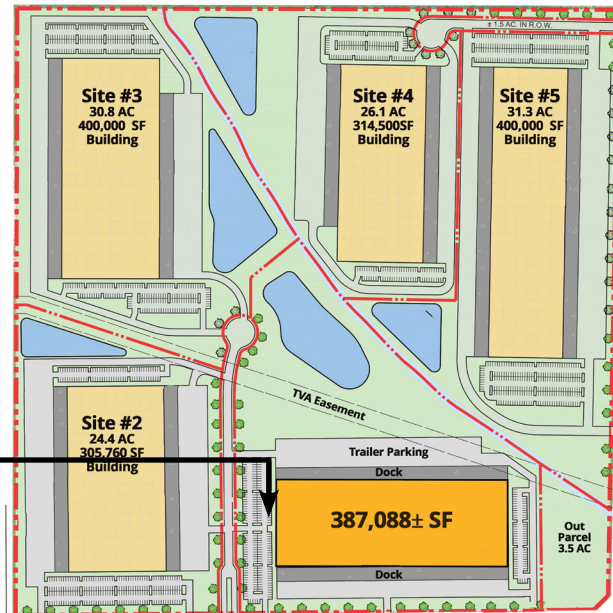 ± 1.5 AC. IN R.O.W.
Site #3
30.8 AC
400,000 SF
Building
Site #4
26.1 AC
314,500SF
Building
Site #5
31.3 AC
400,000 SF
Building
TVA Easement
Site #2
24.4 AC
305,760 SF
Building
Trailer Parking
Dock
387,088± SF
Dock
Out
Parcel
3.5 AC